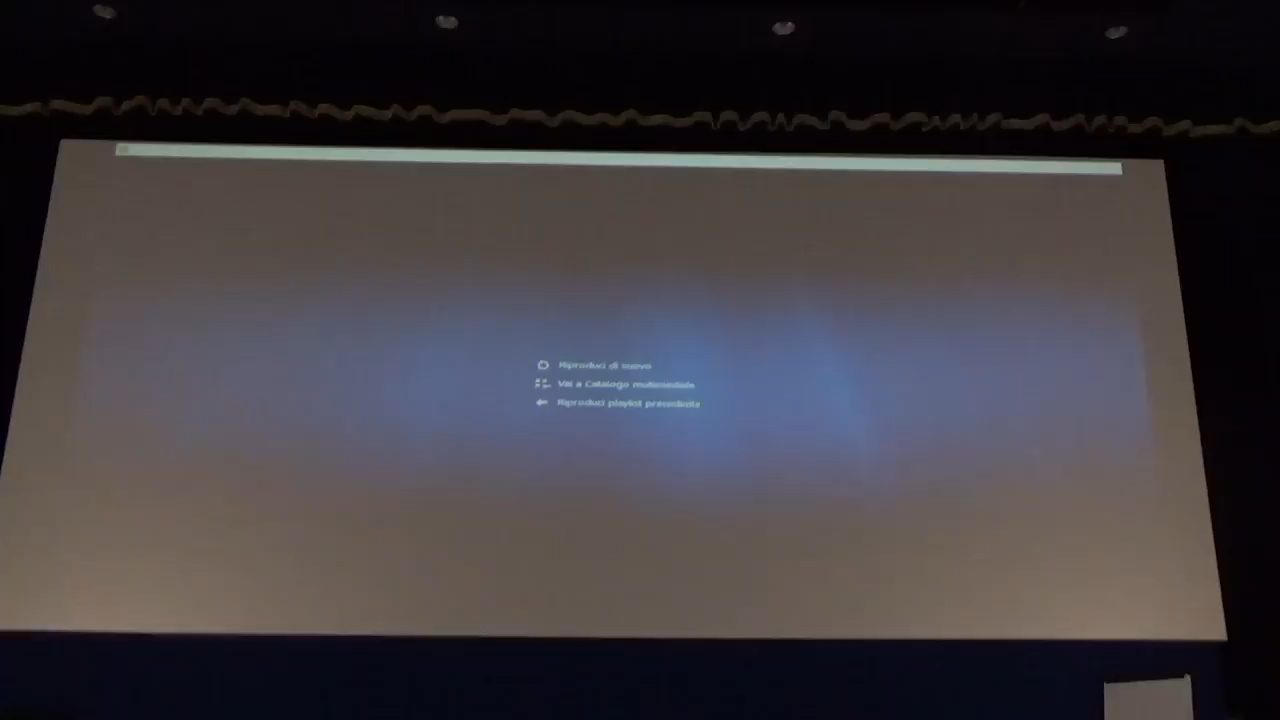 Riproduci di nuovo
Vai a Catalogo multimediale
Riproduci playlist precedente